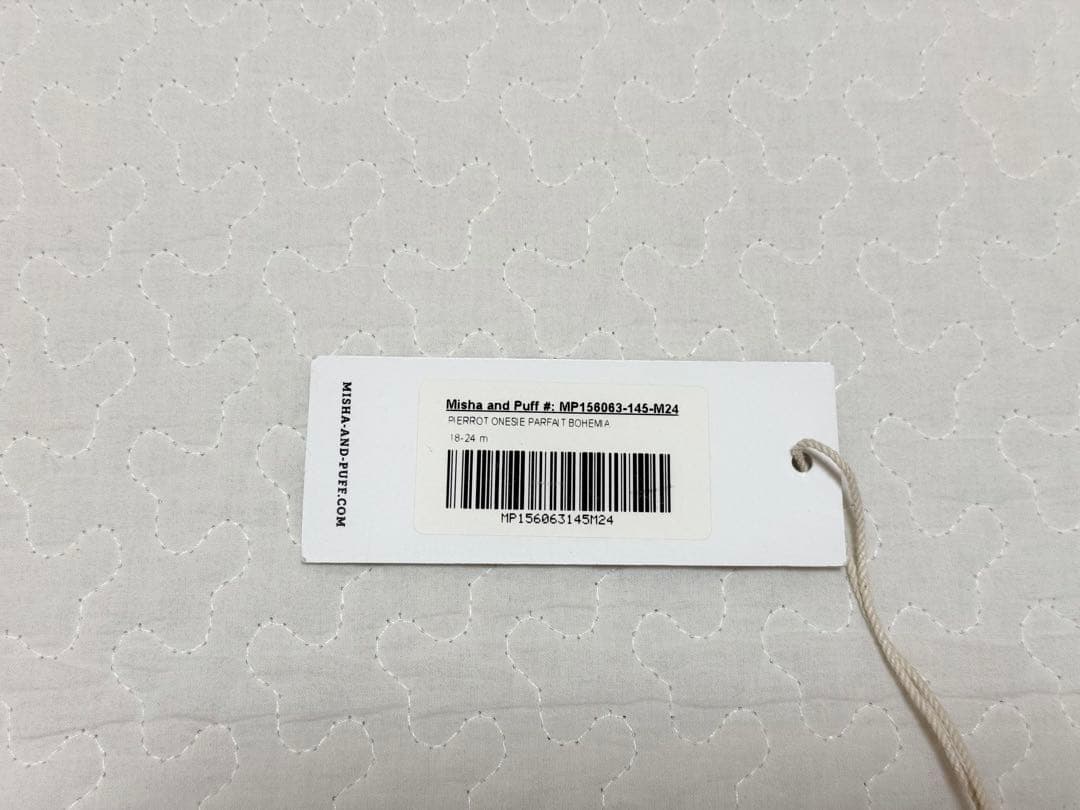 MISHA-AND-PUFF.COM
Misha and Puff #: MP156063-145-M24
PIERROT ONESIE PARFAIT BOHEMIA
18-24 m
MP156063145M24